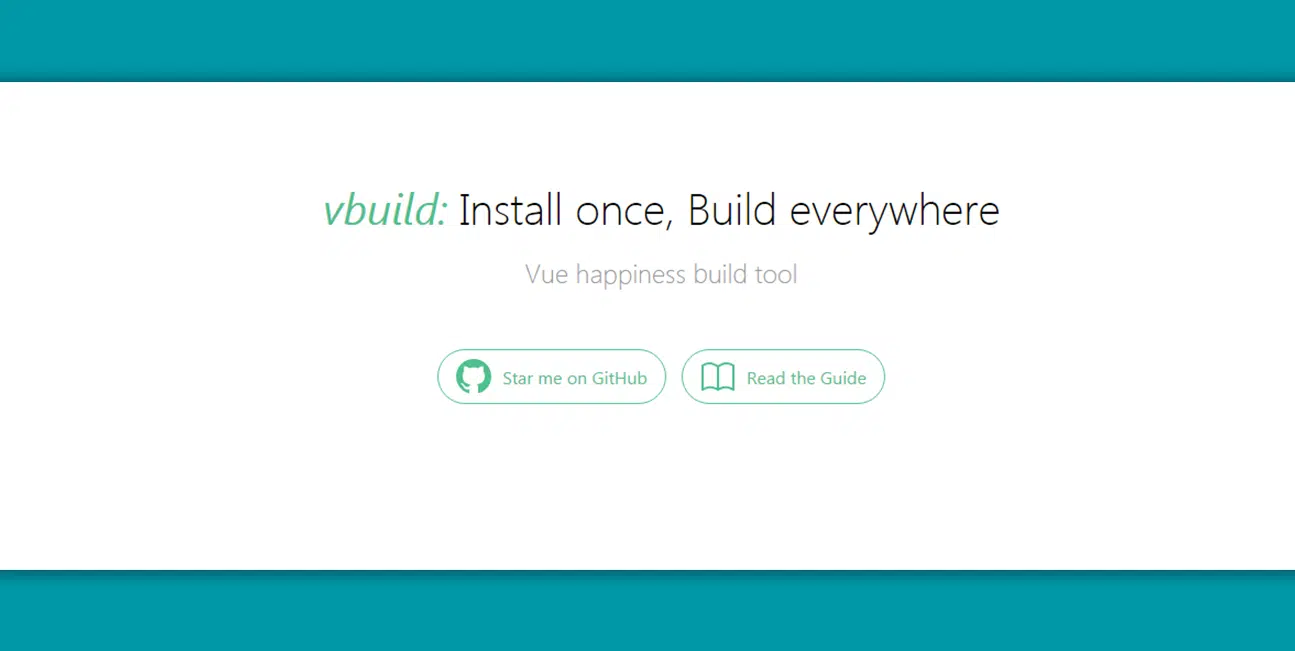 vbuild: Install once, Build everywhere
Vue happiness build tool
Star me on GitHub
Read the Guide